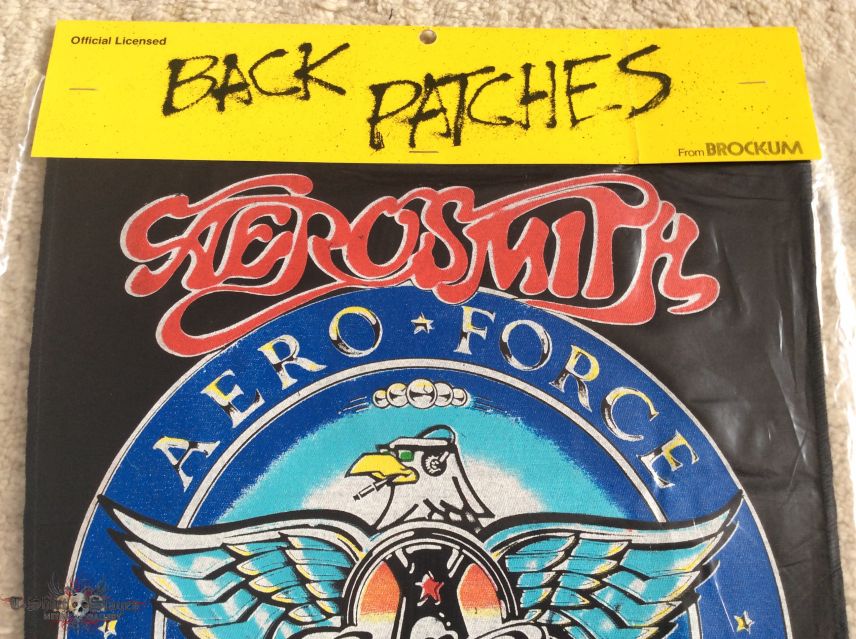 Official Licensed
BACK PATCHES
From BROCKUM
AEROSMITH
AERO ★ FORCE